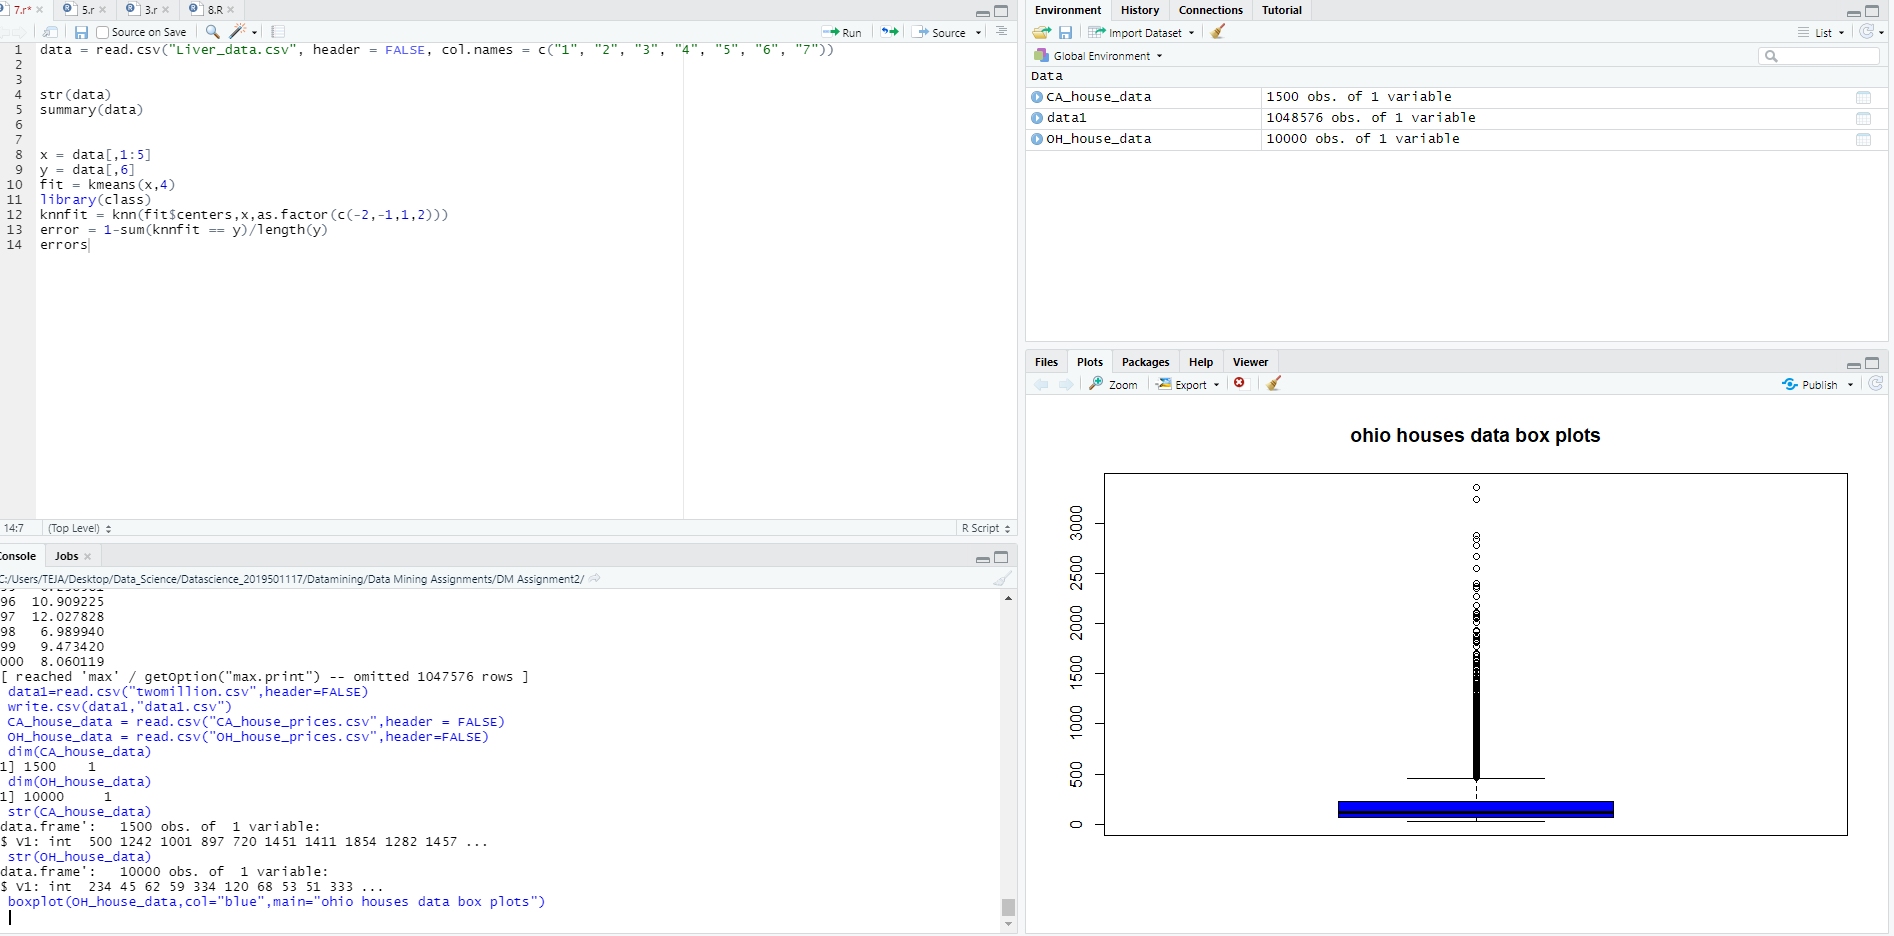 7.r* 5.r 3.r 8.R
Source on Save Run Source
1 data = read.csv("Liver_data.csv", header = FALSE, col.names = c("1", "2", "3", "4", "5", "6", "7"))
2
3
4 str(data)
5 summary(data)
6
7
8 x = data[,1:5]
9 y = data[,6]
10 fit = kmeans(x,4)
11 library(class)
12 knnfit = knn(fit$centers,x,as.factor(c(-2,-1,1,2)))
13 error = 1-sum(knnfit == y)/length(y)
14 errors
14:7 (Top Level) R Script
Console Jobs
C:/Users/TEJA/Desktop/Data_Science/Datascience_2019501117/Datamining/Data Mining Assignments/DM Assignment2/
96 10.909225
97 12.027828
98 6.989940
99 9.473420
000 8.060119
[ reached 'max' / getOption("max.print") -- omitted 1047576 rows ]
data1=read.csv("twomillion.csv",header=FALSE)
write.csv(data1,"data1.csv")
CA_house_data = read.csv("CA_house_prices.csv",header = FALSE)
OH_house_data = read.csv("OH_house_prices.csv",header=FALSE)
dim(CA_house_data)
1] 1500 1
dim(OH_house_data)
1] 10000 1
str(CA_house_data)
data.frame': 1500 obs. of 1 variable:
$ V1: int 500 1242 1001 897 720 1451 1411 1854 1282 1457 ...
str(OH_house_data)
data.frame': 10000 obs. of 1 variable:
$ V1: int 234 45 62 59 334 120 68 53 51 333 ...
boxplot(OH_house_data,col="blue",main="ohio houses data box plots")
Environment History Connections Tutorial
Import Dataset List
Global Environment
Data
CA_house_data 1500 obs. of 1 variable
data1 1048576 obs. of 1 variable
OH_house_data 10000 obs. of 1 variable
Files Plots Packages Help Viewer
Zoom Export Publish
ohio houses data box plots
3000
2500
2000
1500
1000
500
0